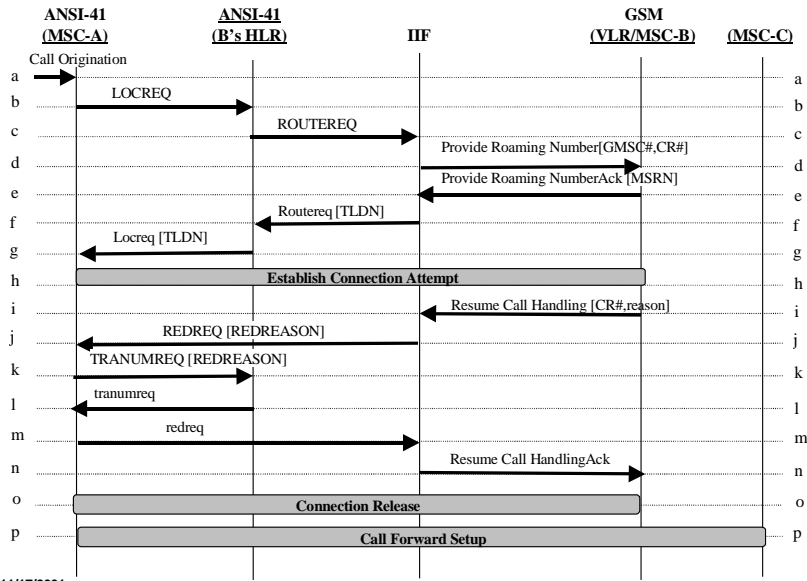 ANSI-41 ANSI-41 GSM
(MSC-A) (B's HLR) IIF (VLR/MSC-B) (MSC-C)
Call Origination
a a
b LOCREQ b
c ROUTEREQ c
d Provide Roaming Number[GMSC#,CR#] d
e Provide Roaming NumberAck [MSRN] e
f Routereq [TLDN] f
g Locreq [TLDN] g
h Establish Connection Attempt h
i Resume Call Handling [CR#,reason] i
j REDREQ [REDREASON] j
k TRANUMREQ [REDREASON] k
l tranumreq l
m redreq m
n Resume Call HandlingAck n
o Connection Release o
p Call Forward Setup p